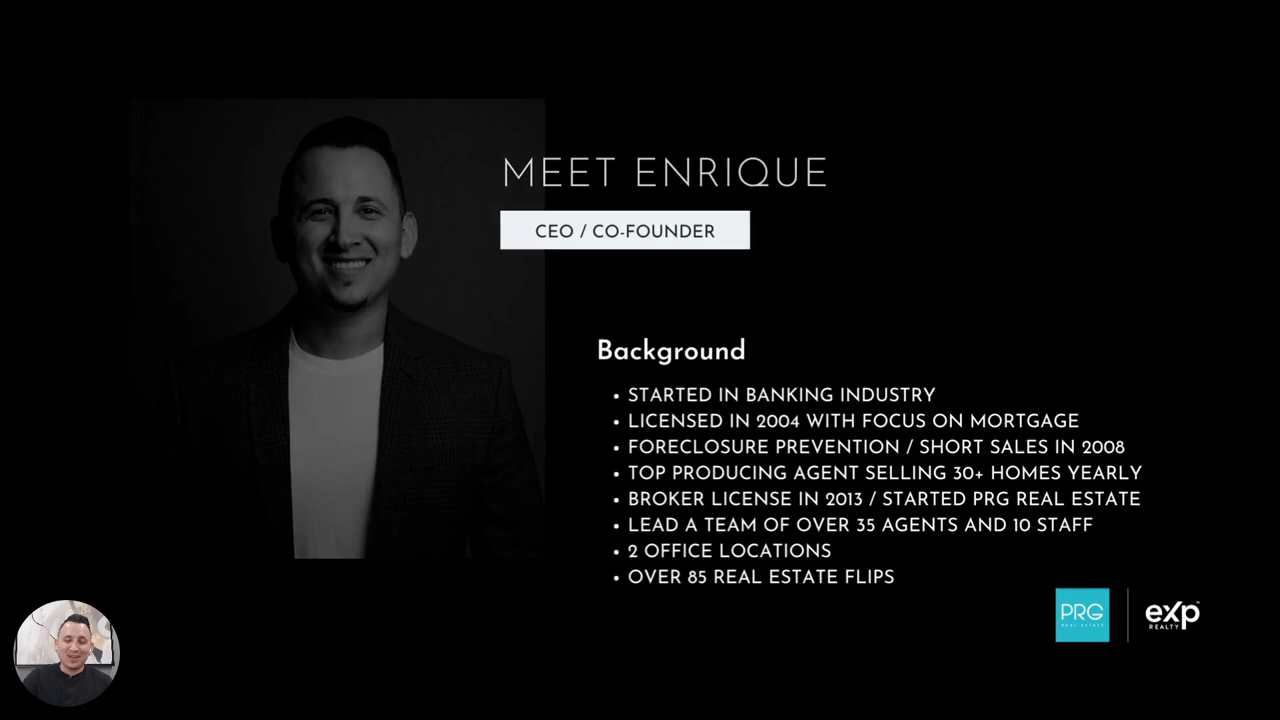 MEET ENRIQUE
CEO / CO-FOUNDER
Background
• STARTED IN BANKING INDUSTRY
• LICENSED IN 2004 WITH FOCUS ON MORTGAGE
• FORECLOSURE PREVENTION / SHORT SALES IN 2008
• TOP PRODUCING AGENT SELLING 30+ HOMES YEARLY
• BROKER LICENSE IN 2013 / STARTED PRG REAL ESTATE
• LEAD A TEAM OF OVER 35 AGENTS AND 10 STAFF
• 2 OFFICE LOCATIONS
• OVER 85 REAL ESTATE FLIPS
PRG
REAL ESTATE
eXp
REALTY